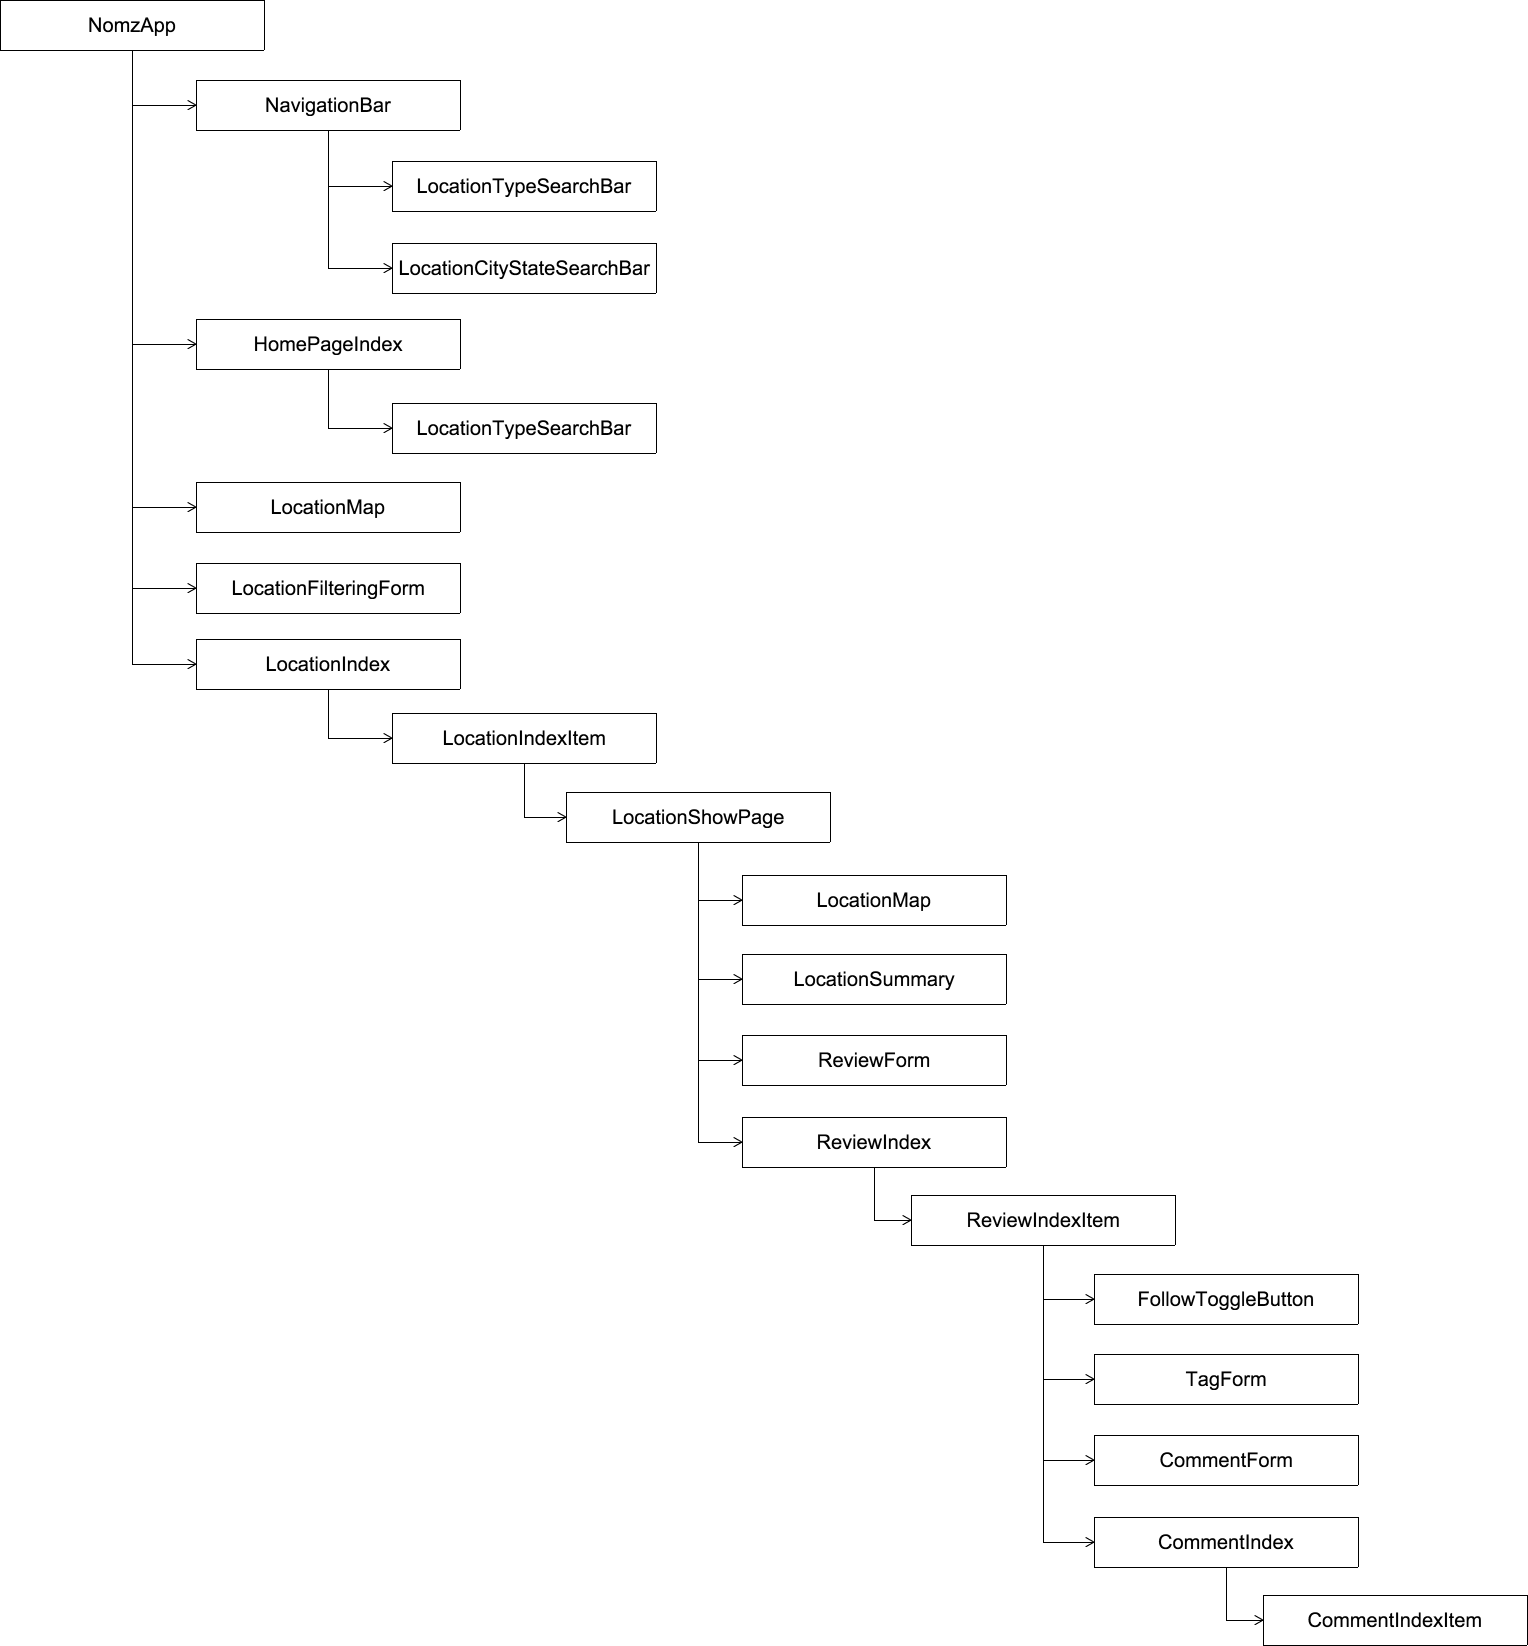 NomzApp
NavigationBar
LocationTypeSearchBar
LocationCityStateSearchBar
HomePageIndex
LocationTypeSearchBar
LocationMap
LocationFilteringForm
LocationIndex
LocationIndexItem
LocationShowPage
LocationMap
LocationSummary
ReviewForm
ReviewIndex
ReviewIndexItem
FollowToggleButton
TagForm
CommentForm
CommentIndex
CommentIndexItem